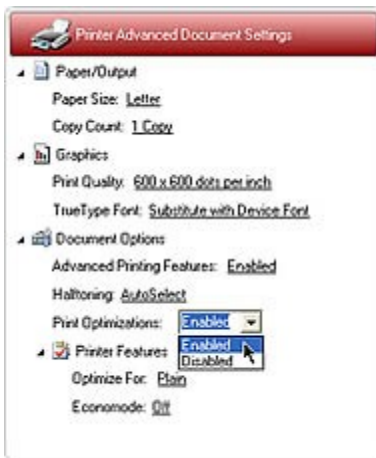 Printer Advanced Document Settings
Paper/Output
Paper Size: Letter
Copy Count: 1 Copy
Graphics
Print Quality: 600 x 600 dots per inch
TrueType Font: Substitute with Device Font
Document Options
Advanced Printing Features: Enabled
Halftoning: AutoSelect
Print Optimizations: Enabled
Enabled
Disabled
Printer Features
Optimize For: Plain
Economode: Off